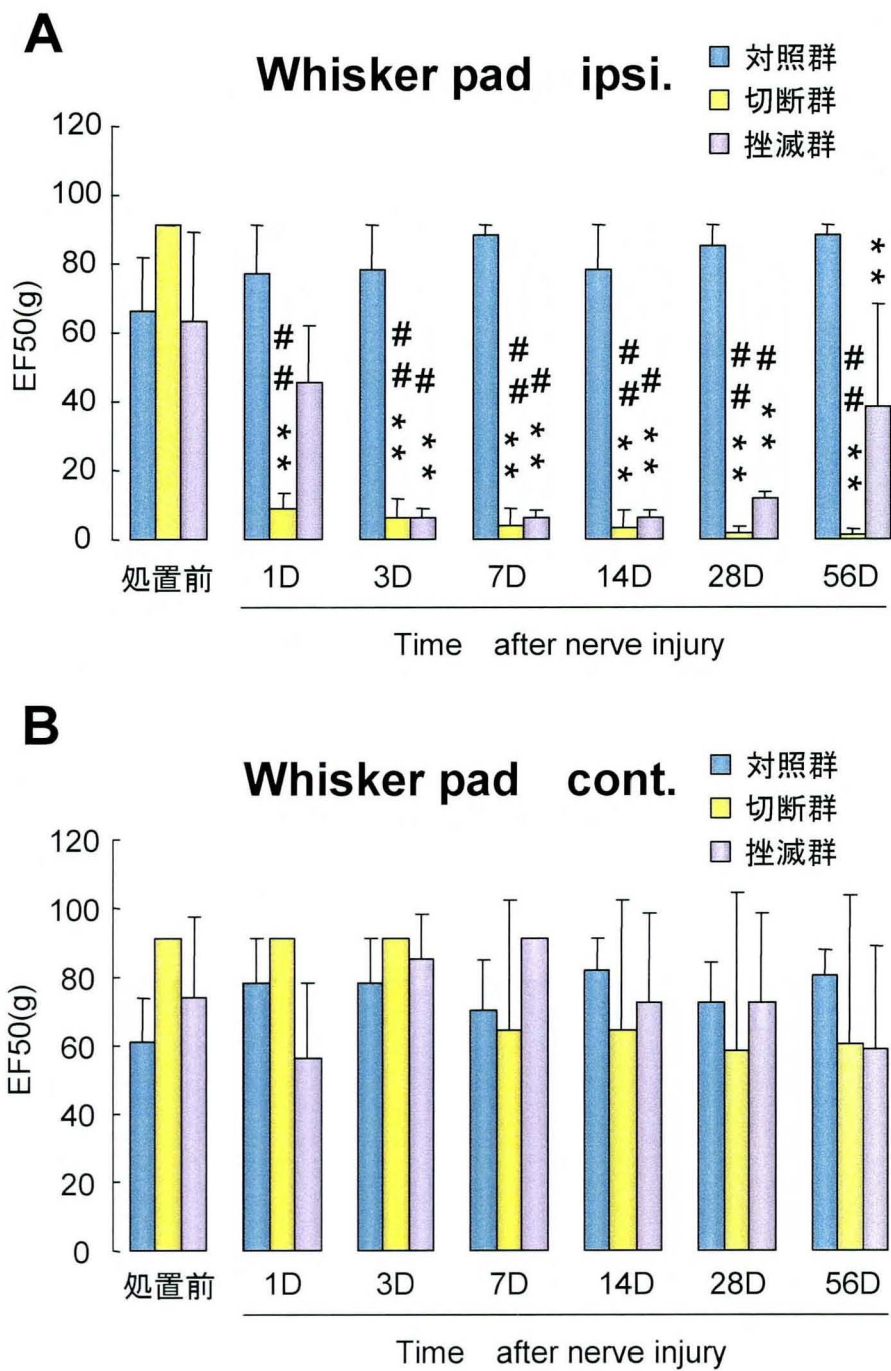 A
Whisker pad ipsi.
対照群
切断群
挫滅群
EF50(g)
120
100
80
60
40
20
0
## ** 
## ** # **
## ** # **
## ** # **
## ** # **
## ** **
処置前 1D 3D 7D 14D 28D 56D
Time after nerve injury
B
Whisker pad cont.
対照群
切断群
挫滅群
EF50(g)
120
100
80
60
40
20
0
処置前 1D 3D 7D 14D 28D 56D
Time after nerve injury